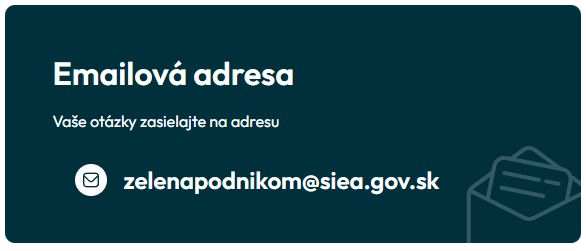 Emailová adresa
Vaše otázky zasielajte na adresu
zelenapodnikom@siea.gov.sk